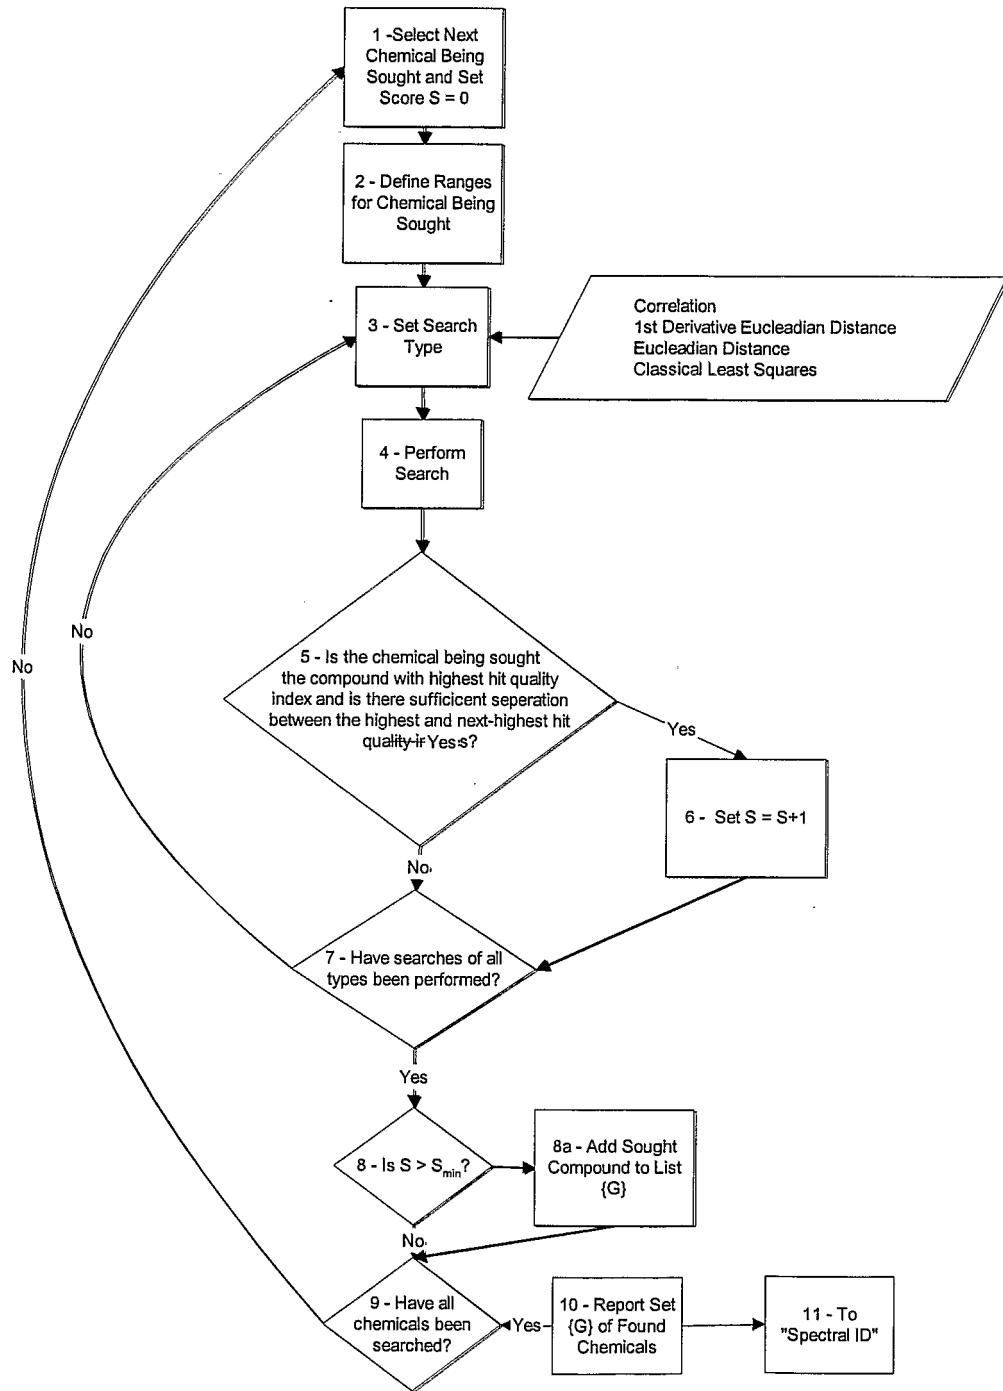 1 -Select Next
Chemical Being
Sought and Set
Score S = 0
2 - Define Ranges
for Chemical Being
Sought
3 - Set Search
Type
Correlation
1st Derivative Eucleadian Distance
Eucleadian Distance
Classical Least Squares
4 - Perform
Search
No
No
5 - Is the chemical being sought
the compound with highest hit quality
index and is there sufficicent seperation
between the highest and next-highest hit
quality
Yes
s?
Yes
6 - Set S = S+1
No
7 - Have searches of all
types been performed?
Yes
8 - Is S > Smin?
8a - Add Sought
Compound to List
{G}
No
9 - Have all
chemicals been
searched?
Yes
10 - Report Set
{G} of Found
Chemicals
11 - To
"Spectral ID"